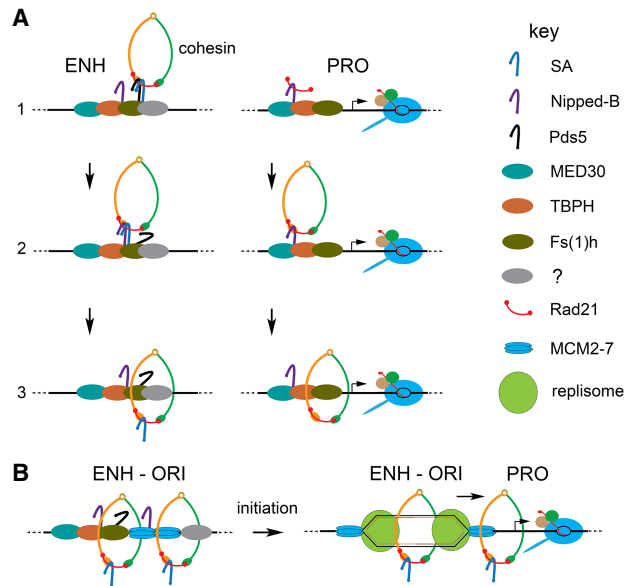 A
ENH
cohesin
PRO
1
2
3
key
SA
Nipped-B
Pds5
MED30
TBPH
Fs(1)h
?
Rad21
MCM2-7
replisome
B
ENH - ORI
initiation
ENH - ORI
PRO